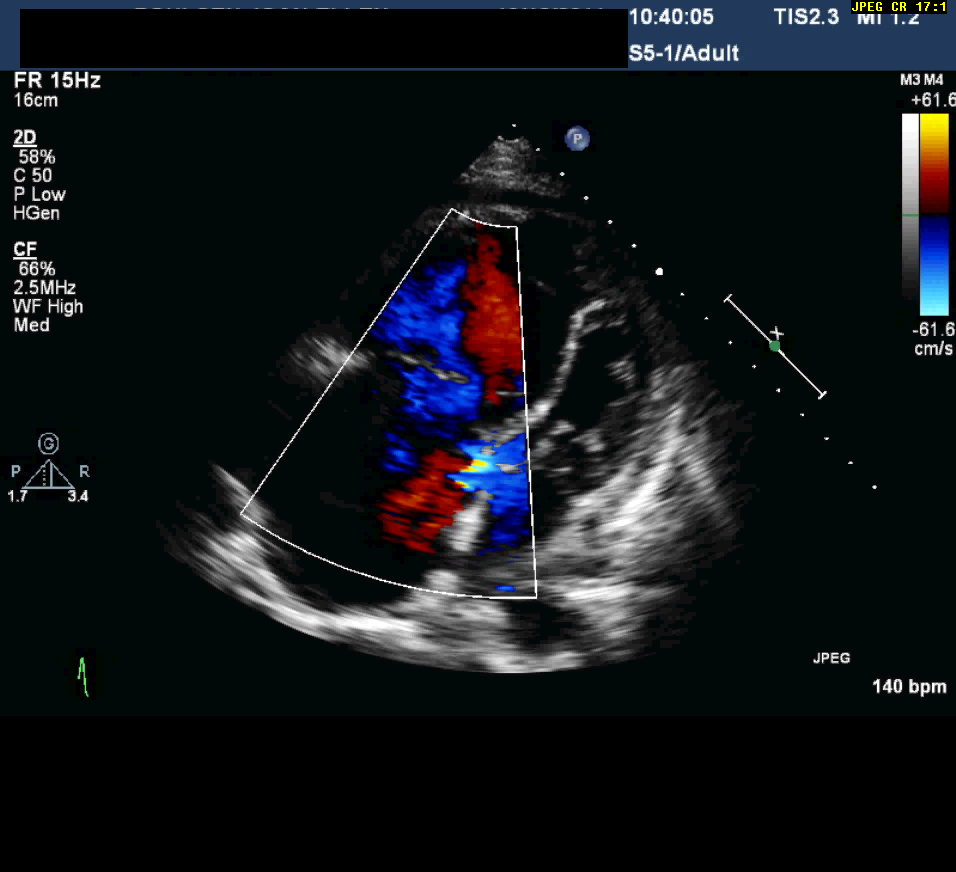 JPEG CR 17:1
10:40:05 TIS2.3 MI 1.2
S5-1/Adult
FR 15Hz
16cm
M3 M4
+61.6
P
2D
58%
C 50
P Low
HGen
CF
66%
2.5MHz
WF High
Med
-61.6
cm/s
G
P R
1.7 3.4
JPEG
140 bpm